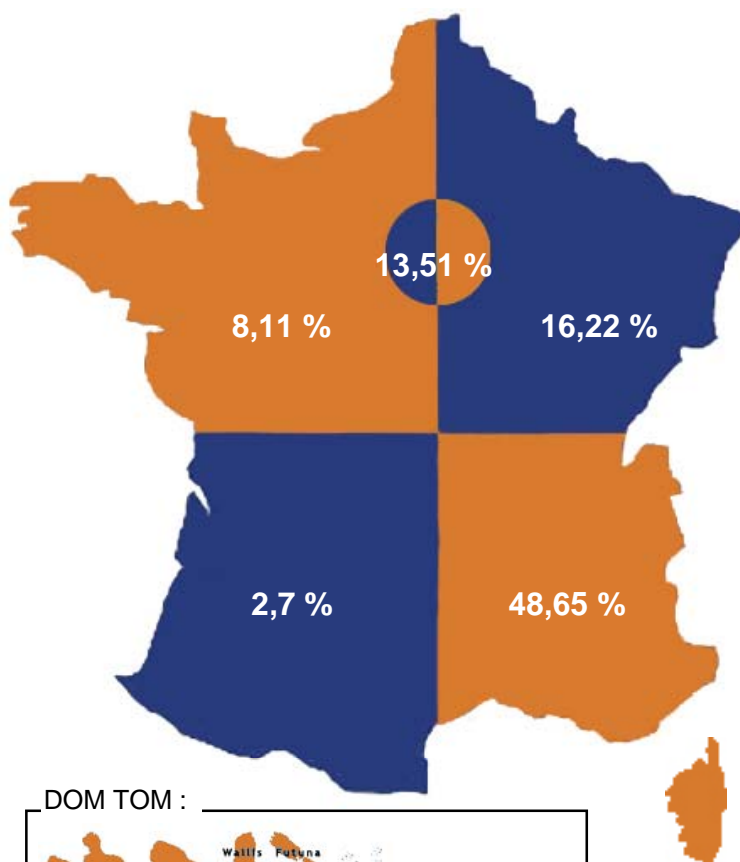 13,51 %
8,11 %
16,22 %
2,7 %
48,65 %
DOM TOM :
Wallis Futuna